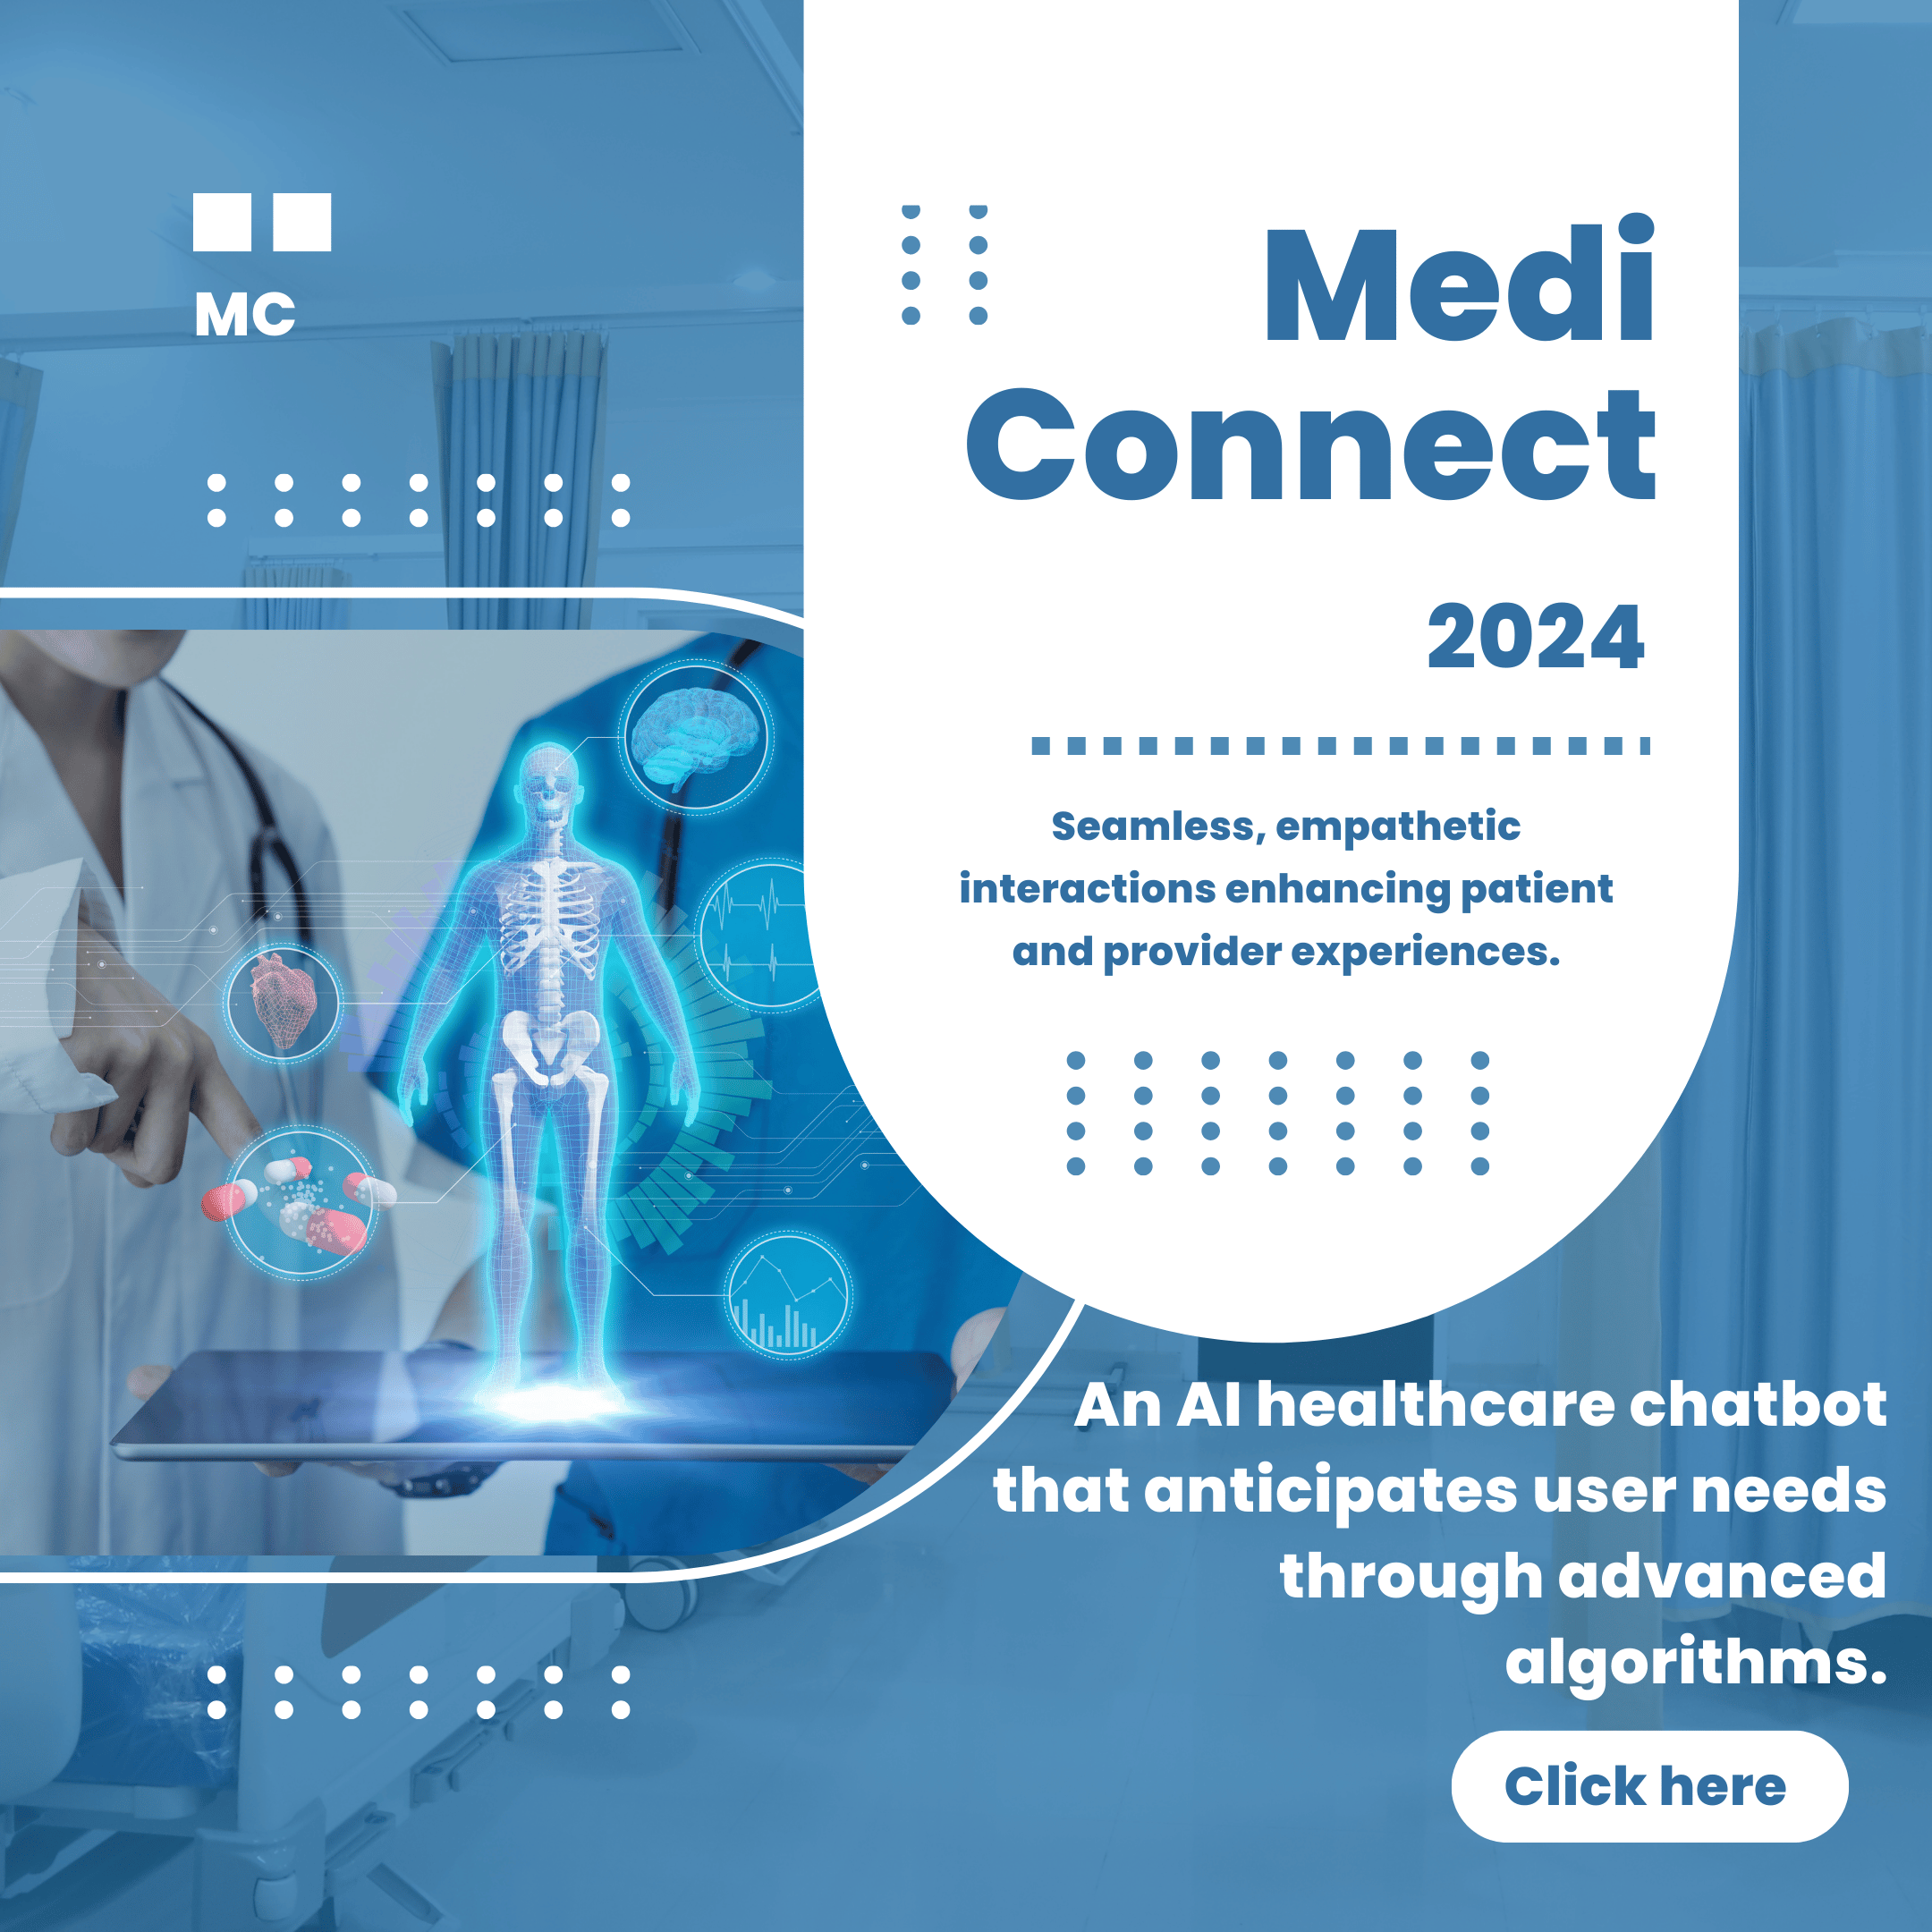 MC
Medi
Connect
2024
Seamless, empathetic
interactions enhancing patient
and provider experiences.
An AI healthcare chatbot
that anticipates user needs
through advanced
algorithms.
Click here